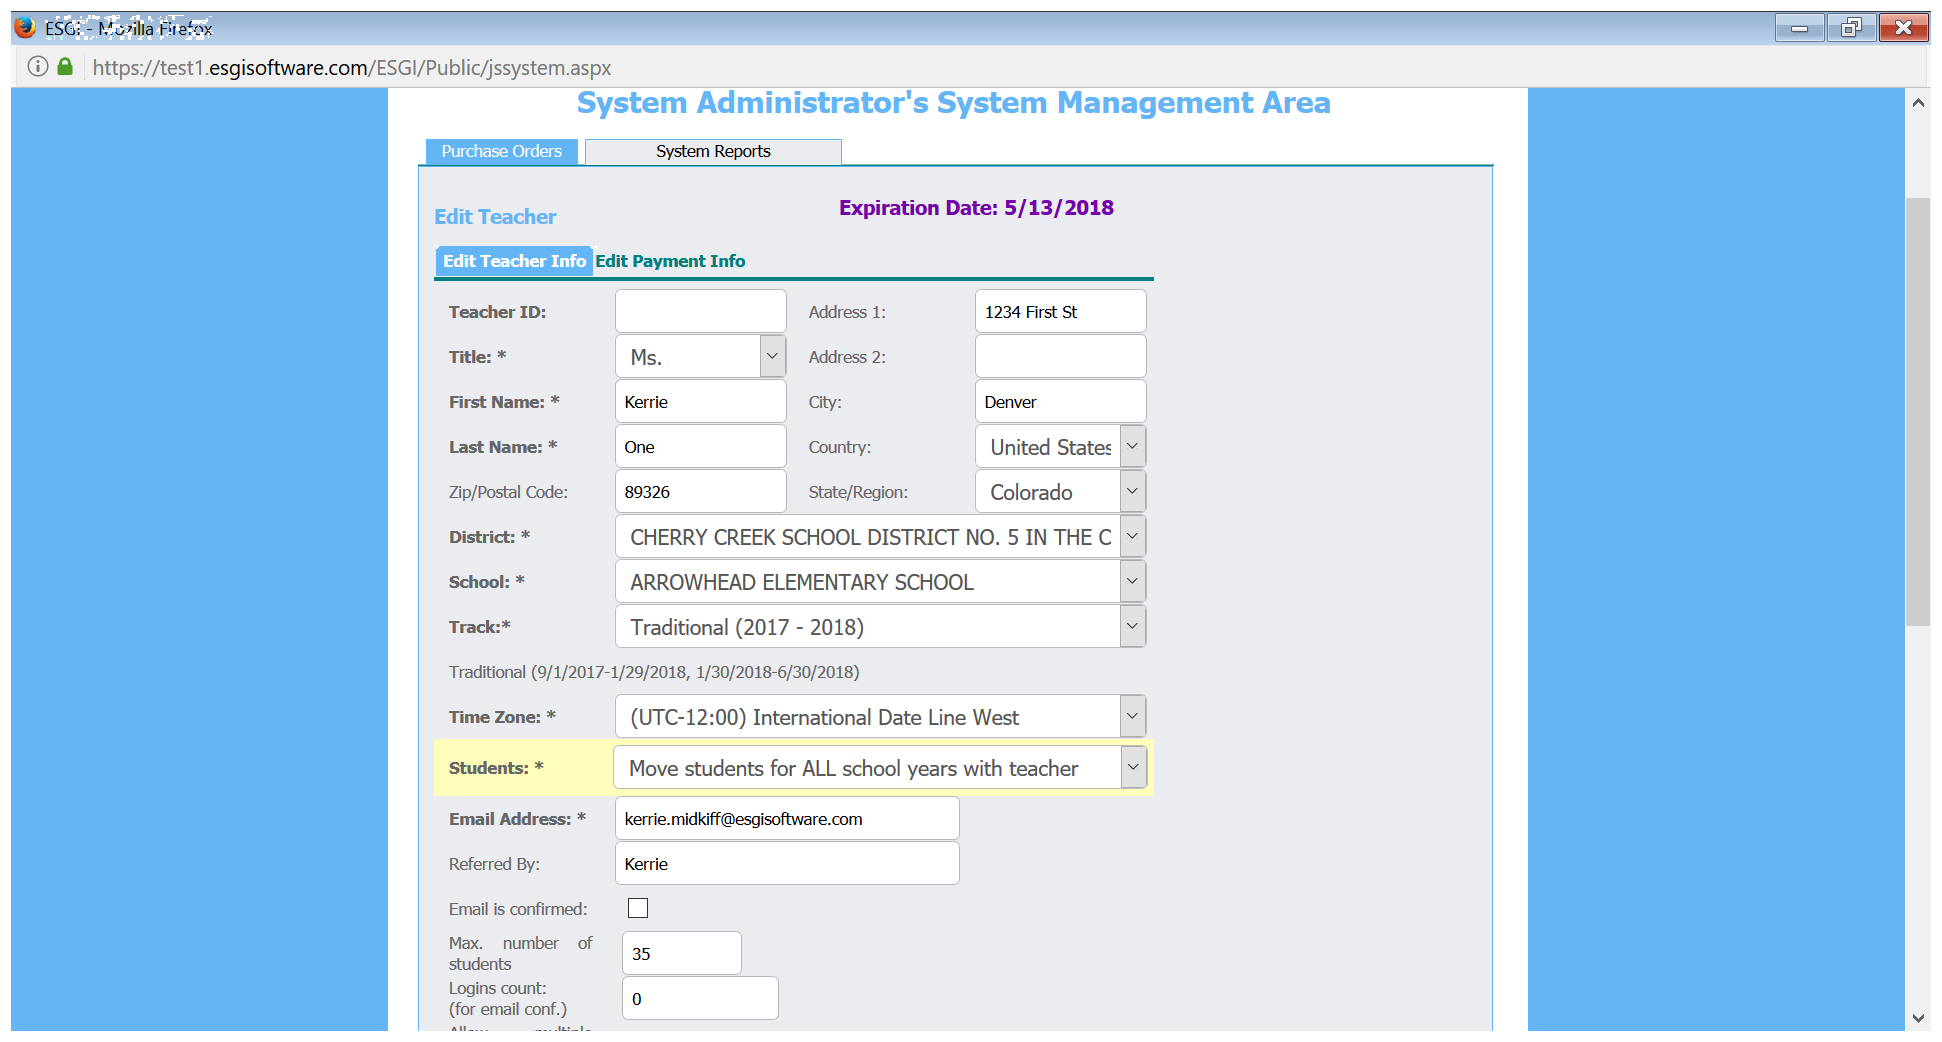 ESGI - Mozilla Firefox
https://test1.esgisoftware.com/ESGI/Public/jssystem.aspx
System Administrator's System Management Area
Purchase Orders System Reports
Expiration Date: 5/13/2018
Edit Teacher
Edit Teacher Info Edit Payment Info
Teacher ID: Address 1: 1234 First St
Title: * Ms. Address 2:
First Name: * Kerrie City: Denver
Last Name: * One Country: United States
Zip/Postal Code: 89326 State/Region: Colorado
District: * CHERRY CREEK SCHOOL DISTRICT NO. 5 IN THE C
School: * ARROWHEAD ELEMENTARY SCHOOL
Track:* Traditional (2017 - 2018)
Traditional (9/1/2017-1/29/2018, 1/30/2018-6/30/2018)
Time Zone: * (UTC-12:00) International Date Line West
Students: * Move students for ALL school years with teacher
Email Address: * kerrie.midkiff@esgisoftware.com
Referred By: Kerrie
Email is confirmed:
Max. number of
students 35
Logins count:
(for email conf.) 0
Allow multiple